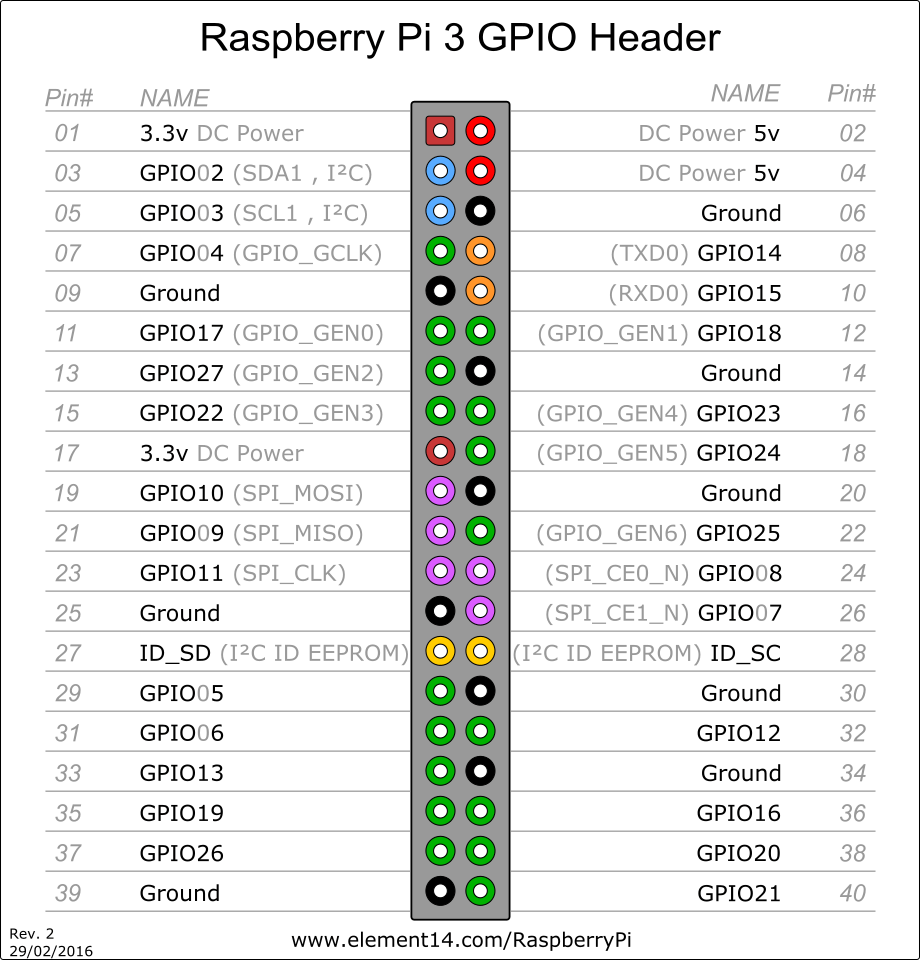 Raspberry Pi 3 GPIO Header
Pin# NAME NAME Pin#
01 3.3v DC Power DC Power 5v 02
03 GPIO02 (SDA1 , I²C) DC Power 5v 04
05 GPIO03 (SCL1 , I²C) Ground 06
07 GPIO04 (GPIO_GCLK) (TXD0) GPIO14 08
09 Ground (RXD0) GPIO15 10
11 GPIO17 (GPIO_GEN0) (GPIO_GEN1) GPIO18 12
13 GPIO27 (GPIO_GEN2) Ground 14
15 GPIO22 (GPIO_GEN3) (GPIO_GEN4) GPIO23 16
17 3.3v DC Power (GPIO_GEN5) GPIO24 18
19 GPIO10 (SPI_MOSI) Ground 20
21 GPIO09 (SPI_MISO) (GPIO_GEN6) GPIO25 22
23 GPIO11 (SPI_CLK) (SPI_CE0_N) GPIO08 24
25 Ground (SPI_CE1_N) GPIO07 26
27 ID_SD (I²C ID EEPROM) (I²C ID EEPROM) ID_SC 28
29 GPIO05 Ground 30
31 GPIO06 GPIO12 32
33 GPIO13 Ground 34
35 GPIO19 GPIO16 36
37 GPIO26 GPIO20 38
39 Ground GPIO21 40
Rev. 2
29/02/2016
www.element14.com/RaspberryPi